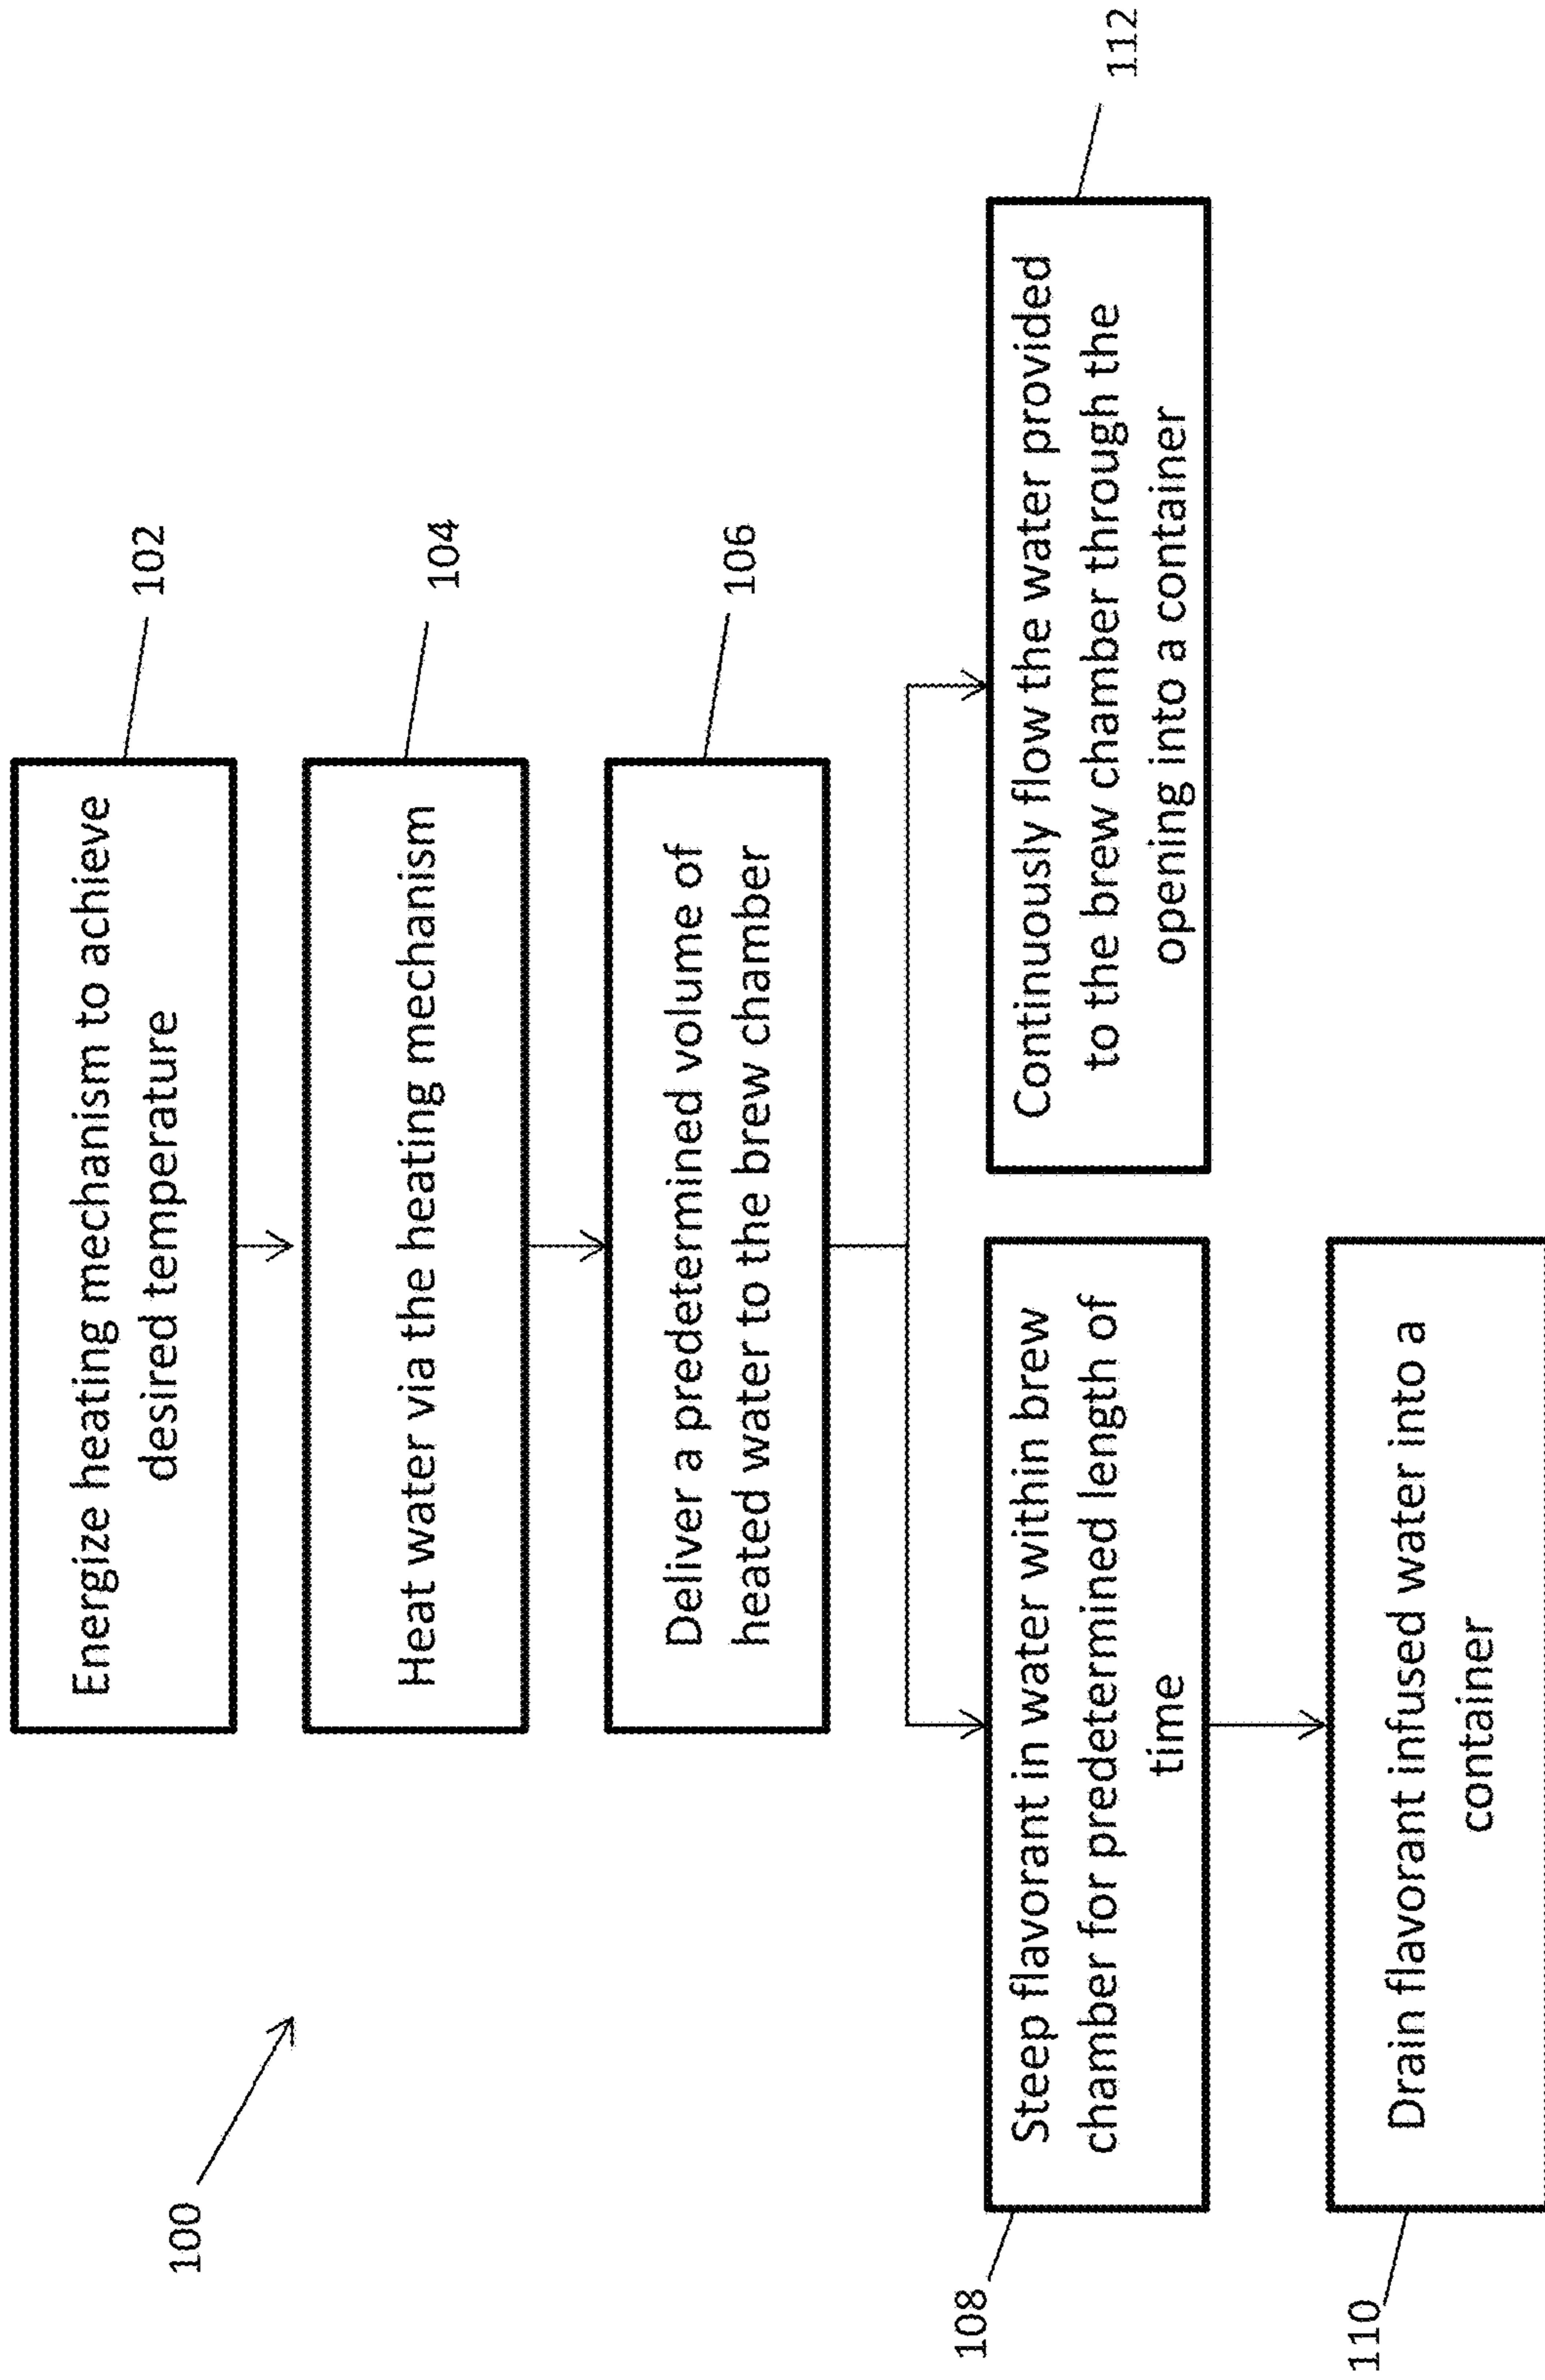 100
Energize heating mechanism to achieve
desired temperature
102
Heat water via the heating mechanism
104
Deliver a predetermined volume of
heated water to the brew chamber
106
108
Steep flavorant in water within brew
chamber for predetermined length of
time
Continuously flow the water provided
to the brew chamber through the
opening into a container
112
110
Drain flavorant infused water into a
container